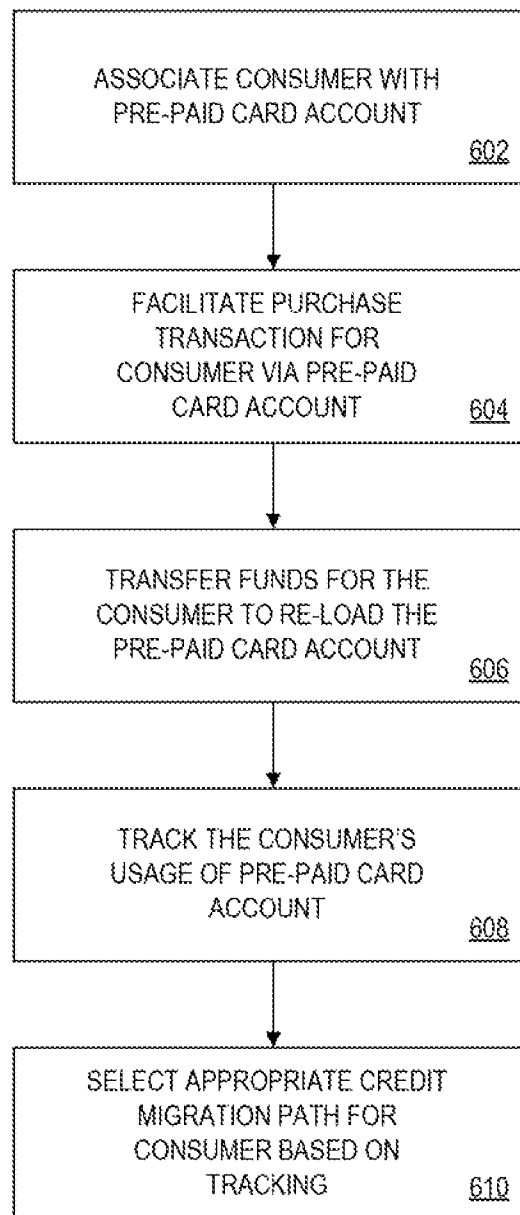 ASSOCIATE CONSUMER WITH
PRE-PAID CARD ACCOUNT
602
FACILITATE PURCHASE
TRANSACTION FOR
CONSUMER VIA PRE-PAID
CARD ACCOUNT
604
TRANSFER FUNDS FOR THE
CONSUMER TO RE-LOAD THE
PRE-PAID CARD ACCOUNT
606
TRACK THE CONSUMER'S
USAGE OF PRE-PAID CARD
ACCOUNT
608
SELECT APPROPRIATE CREDIT
MIGRATION PATH FOR
CONSUMER BASED ON
TRACKING
610